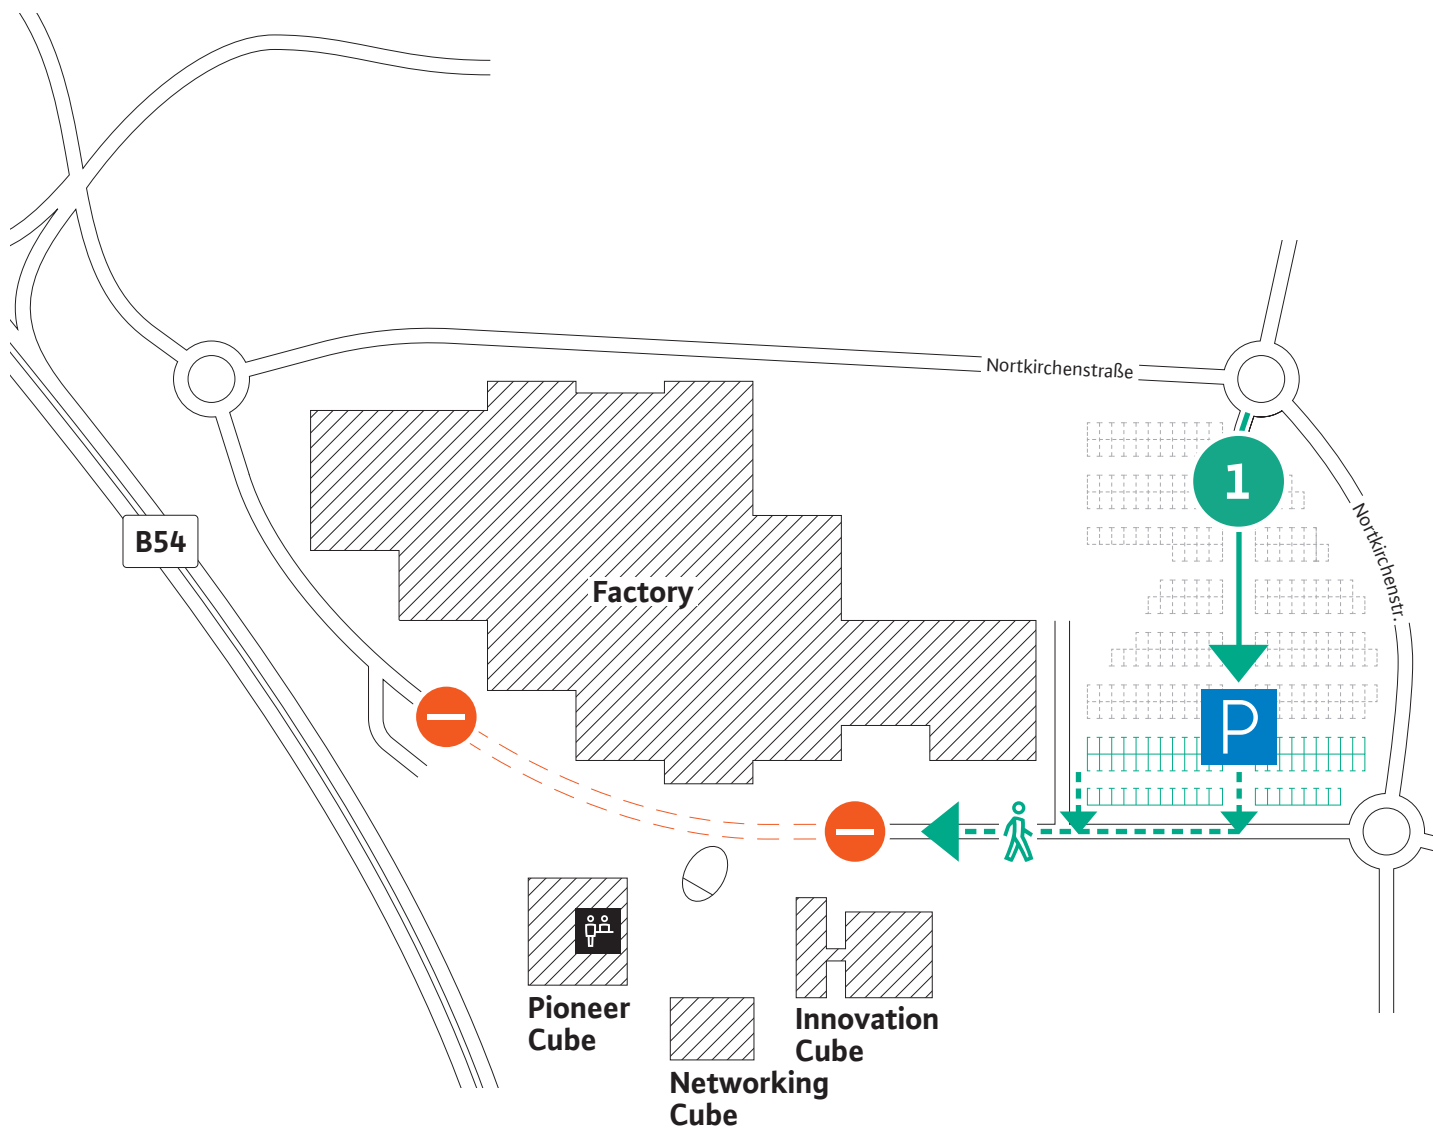 Nortkirchenstraße
1
Nortkirchenstr.
B54
Factory
P
Pioneer
Cube
Innovation
Cube
Networking
Cube